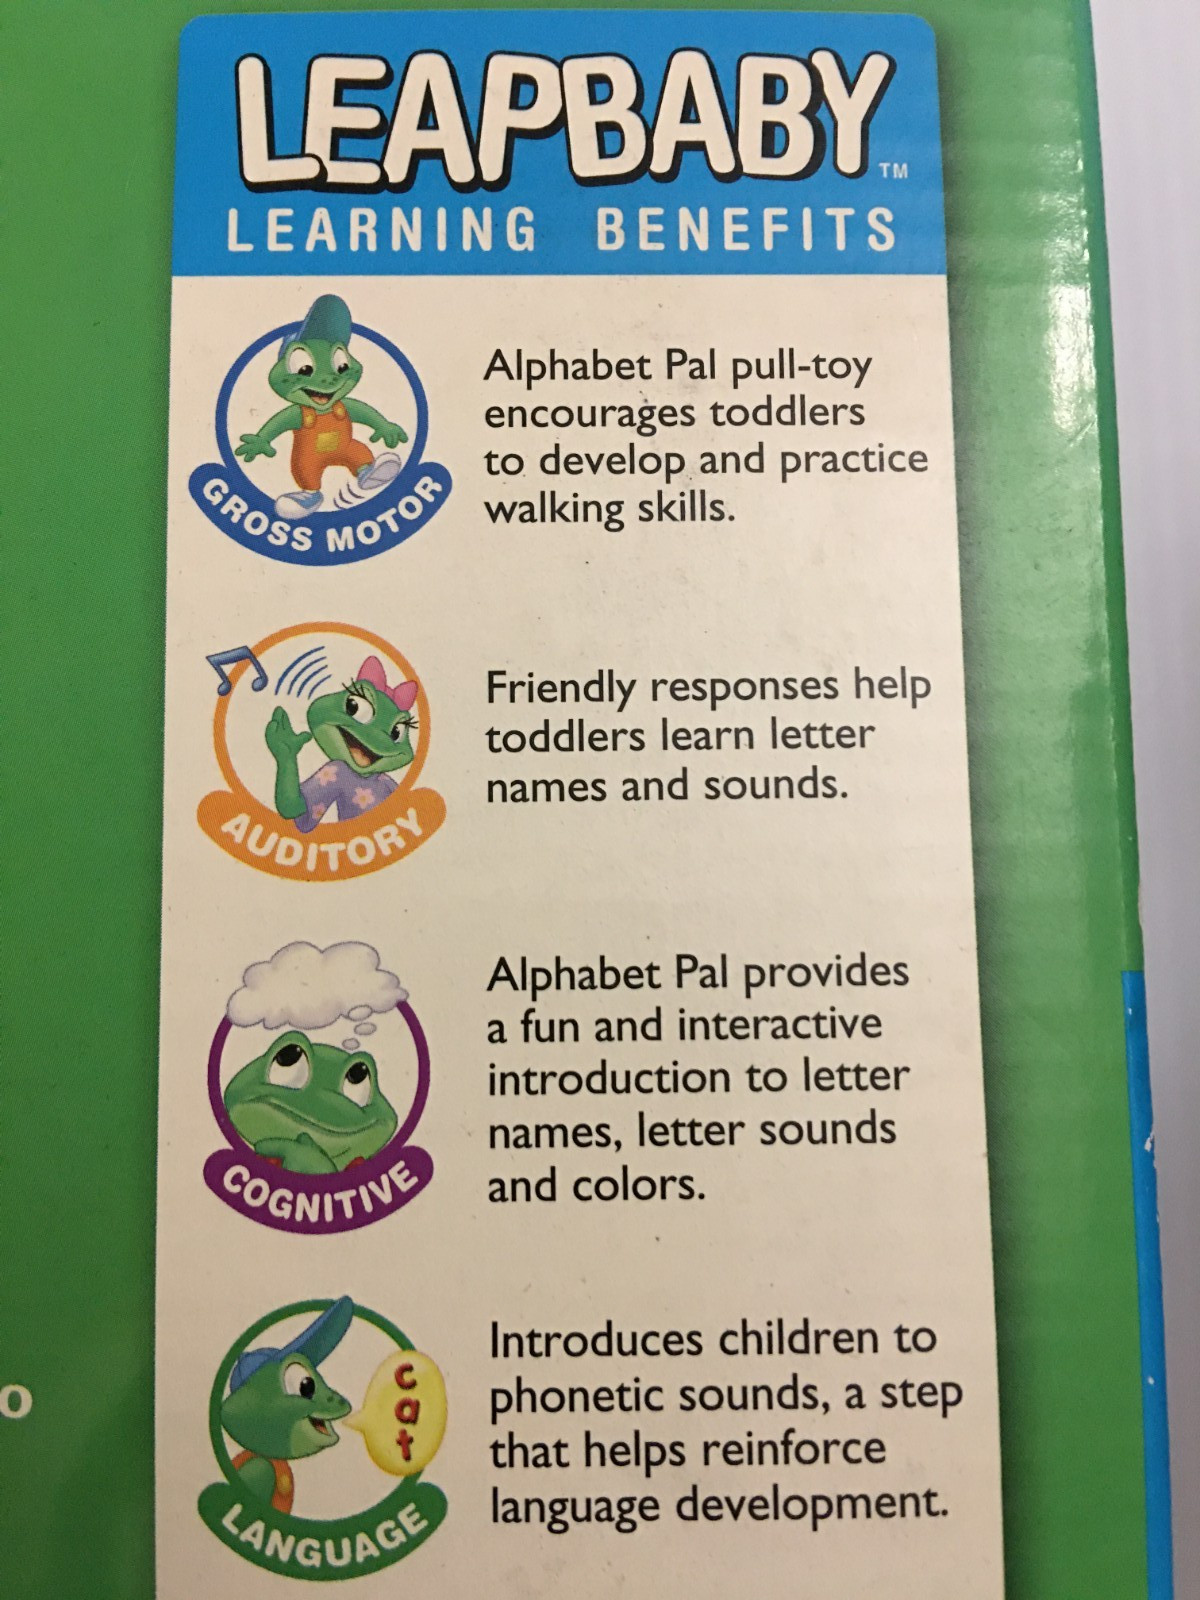 LEAPBABY™
LEARNING BENEFITS
GROSS MOTOR
Alphabet Pal pull-toy
encourages toddlers
to develop and practice
walking skills.
AUDITORY
Friendly responses help
toddlers learn letter
names and sounds.
COGNITIVE
Alphabet Pal provides
a fun and interactive
introduction to letter
names, letter sounds
and colors.
cat
LANGUAGE
Introduces children to
phonetic sounds, a step
that helps reinforce
language development.
o